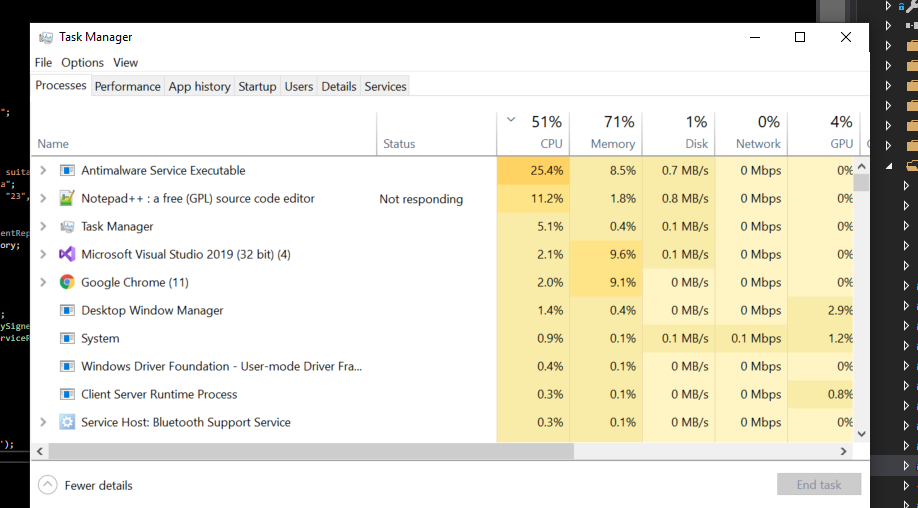 Task Manager
File Options View
Processes Performance App history Startup Users Details Services
51% 71% 1% 0% 4%
Name Status CPU Memory Disk Network GPU
Antimalware Service Executable 25.4% 8.5% 0.7 MB/s 0 Mbps 0%
Notepad++ : a free (GPL) source code editor Not responding 11.2% 1.8% 0.8 MB/s 0 Mbps 0%
Task Manager 5.1% 0.4% 0.1 MB/s 0 Mbps 0%
Microsoft Visual Studio 2019 (32 bit) (4) 2.1% 9.6% 0.1 MB/s 0 Mbps 0%
Google Chrome (11) 2.0% 9.1% 0 MB/s 0 Mbps 0%
Desktop Window Manager 1.4% 0.4% 0 MB/s 0 Mbps 2.9%
System 0.9% 0.1% 0.1 MB/s 0.1 Mbps 1.2%
Windows Driver Foundation - User-mode Driver Fra... 0.4% 0.1% 0 MB/s 0 Mbps 0%
Client Server Runtime Process 0.3% 0.1% 0 MB/s 0 Mbps 0.8%
Service Host: Bluetooth Support Service 0.3% 0.1% 0 MB/s 0 Mbps 0%
Fewer details End task
";
suita
a";
"23",
entRep
ory;
;
ySigne
erviceR
');